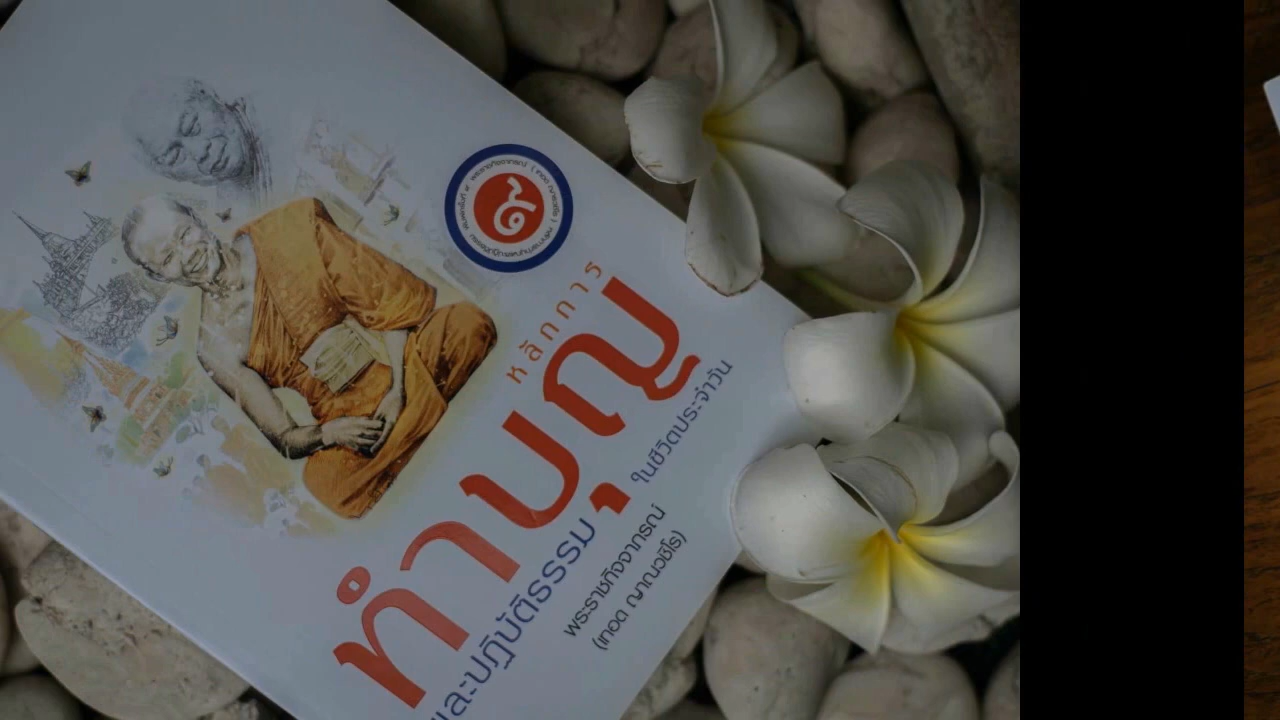 ๙
หลักการ
ทำบุญ
และปฏิบัติธรรม ในชีวิตประจำวัน
พระราชกิจจาภรณ์
(เทอด ญาณวชิโร)